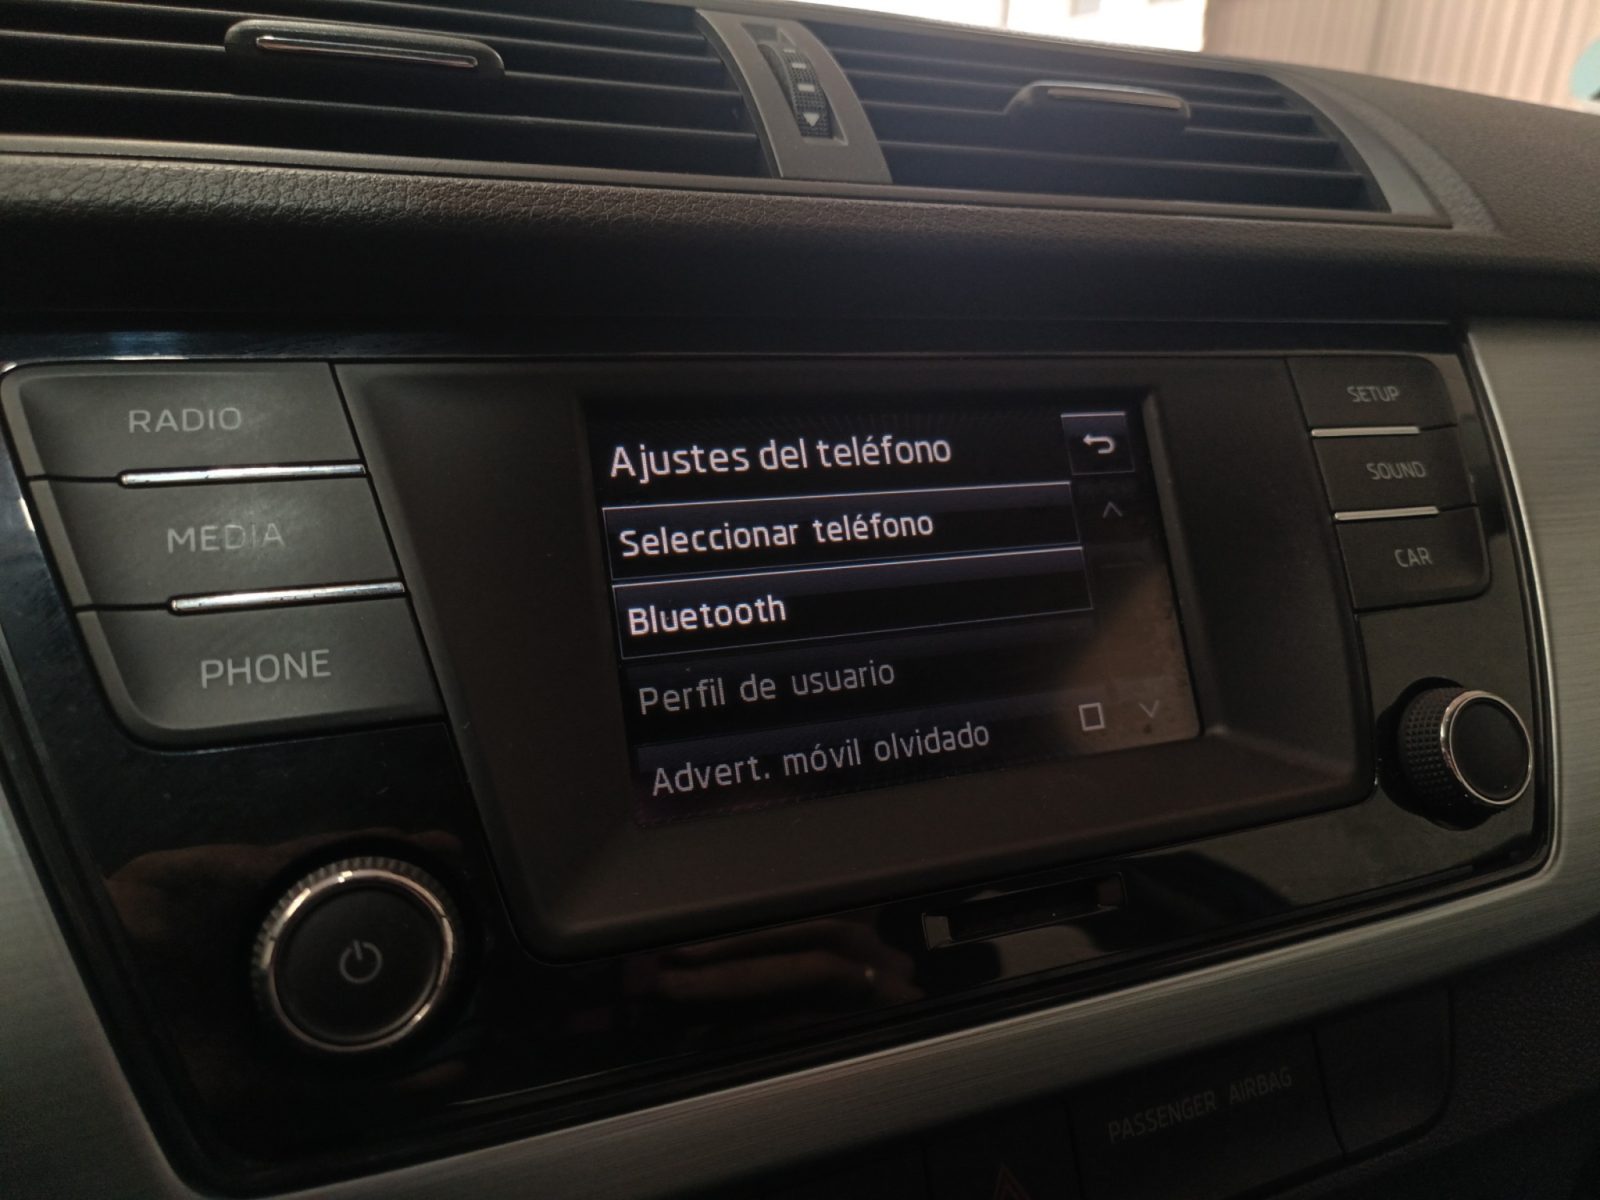 RADIO
MEDIA
PHONE
Ajustes del teléfono
Seleccionar teléfono
Bluetooth
Perfil de usuario
Advert. móvil olvidado
SETUP
SOUND
CAR
PASSENGER AIRBAG